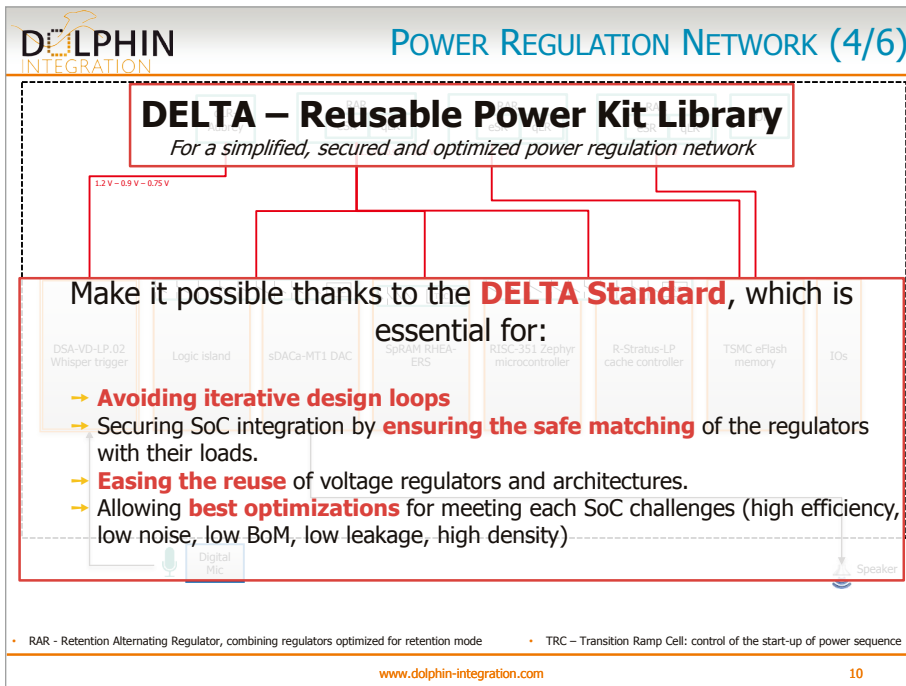 DOLPHIN
INTEGRATION
POWER REGULATION NETWORK (4/6)
DELTA – Reusable Power Kit Library
For a simplified, secured and optimized power regulation network
RAR
eSR
qLR
1.2 V – 0.9 V – 0.75 V
Make it possible thanks to the DELTA Standard, which is
essential for:
DSA-VD-LP.02
Whisper trigger
Logic island
sDACa-MT1 DAC
SpRAM RHEA-
ERS
RISC-351 Zephyr
microcontroller
R-Stratus-LP
cache controller
TSMC eFlash
memory
IOs
→ Avoiding iterative design loops
→ Securing SoC integration by ensuring the safe matching of the regulators
with their loads.
→ Easing the reuse of voltage regulators and architectures.
→ Allowing best optimizations for meeting each SoC challenges (high efficiency,
low noise, low BoM, low leakage, high density)
Digital
Mic
Speaker
• RAR - Retention Alternating Regulator, combining regulators optimized for retention mode
• TRC – Transition Ramp Cell: control of the start-up of power sequence
www.dolphin-integration.com
10